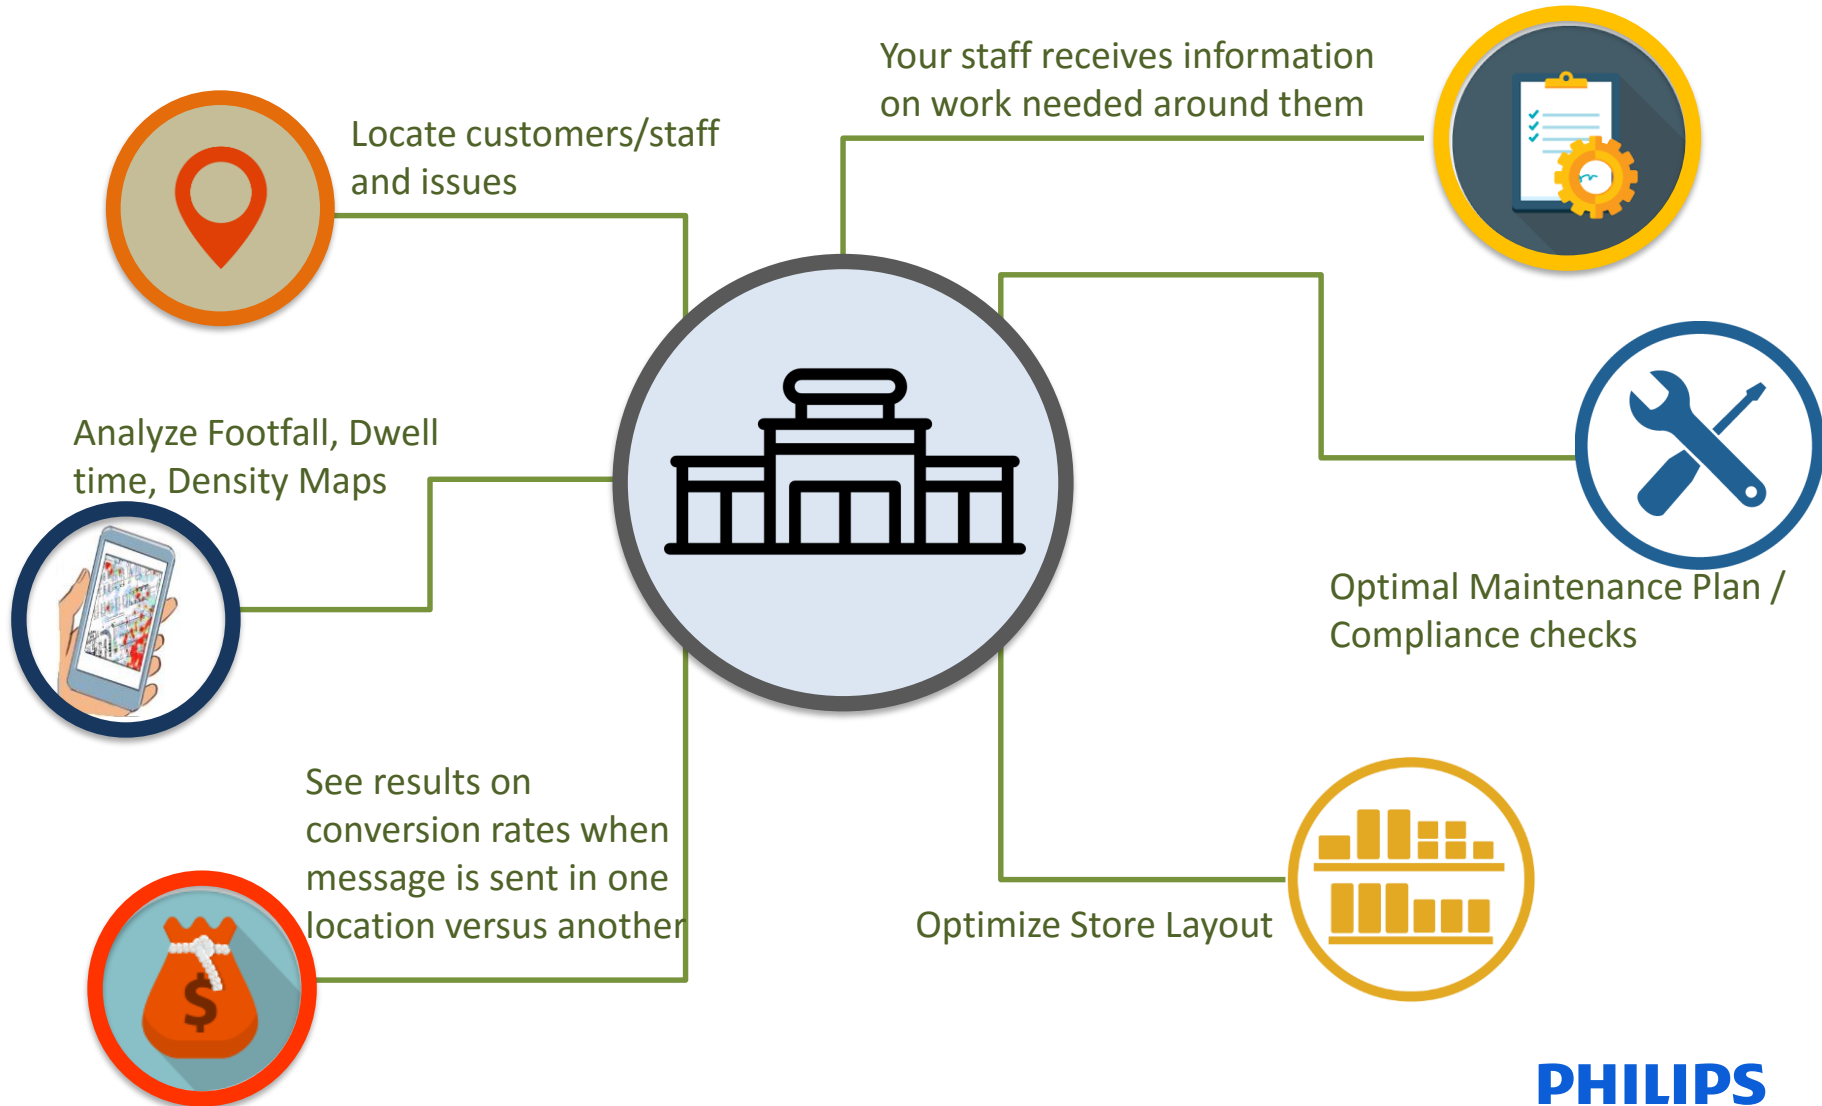 Your staff receives information
on work needed around them
Locate customers/staff
and issues
Analyze Footfall, Dwell
time, Density Maps
Optimal Maintenance Plan /
Compliance checks
See results on
conversion rates when
message is sent in one
location versus another
$
Optimize Store Layout
PHILIPS